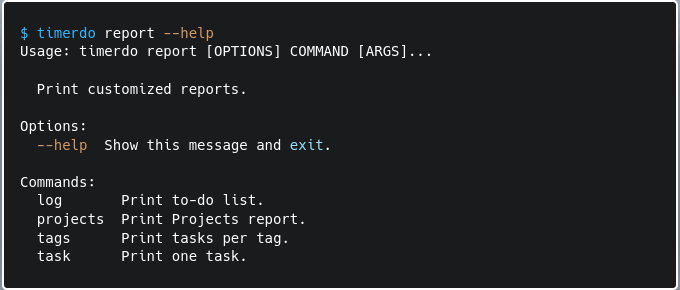 $ timerdo report --help
Usage: timerdo report [OPTIONS] COMMAND [ARGS]...
Print customized reports.
Options:
--help  Show this message and exit.
Commands:
log       Print to-do list.
projects  Print Projects report.
tags      Print tasks per tag.
task      Print one task.